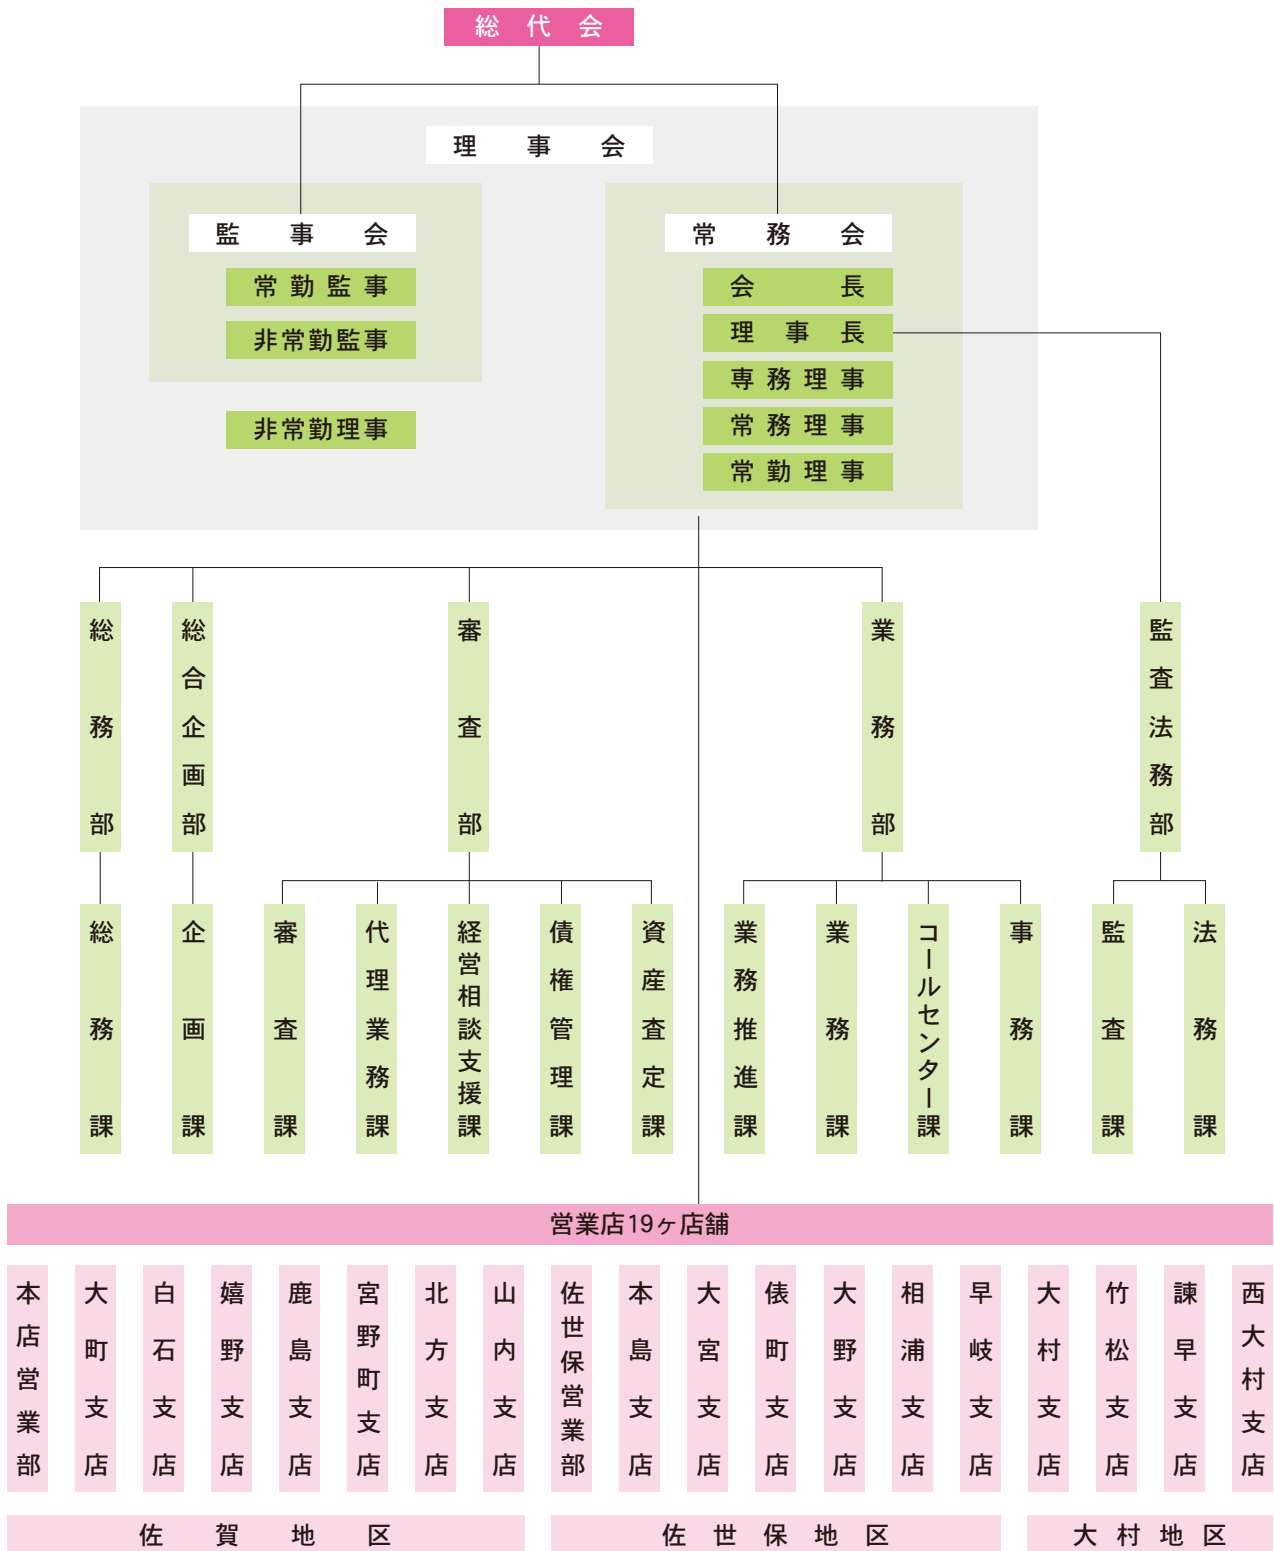 総代会
理事会
監事会
常勤監事
非常勤監事
非常勤理事
常務会
会長
理事長
専務理事
常務理事
常勤理事
総務部
総合企画部
審査部
業務部
監査法務部
総務課
企画課
審査課
代理業務課
経営相談支援課
債権管理課
資産査定課
業務推進課
業務課
コールセンター課
事務課
監査課
法務課
営業店19ヶ店舗
本店営業部
大町支店
白石支店
嬉野支店
鹿島支店
宮野町支店
北方支店
山内支店
佐世保営業部
本島支店
大宮支店
俵町支店
大野支店
相浦支店
早岐支店
大村支店
竹松支店
諫早支店
西大村支店
佐賀地区
佐世保地区
大村地区